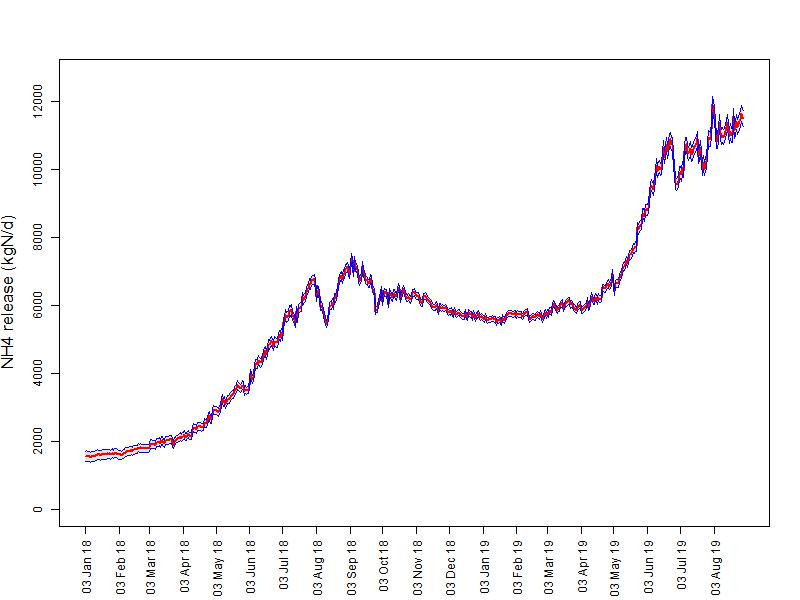 NH4 release (kgN/d)
12000
10000
8000
6000
4000
2000
0
03 Jan 18
03 Feb 18
03 Mar 18
03 Apr 18
03 May 18
03 Jun 18
03 Jul 18
03 Aug 18
03 Sep 18
03 Oct 18
03 Nov 18
03 Dec 18
03 Jan 19
03 Feb 19
03 Mar 19
03 Apr 19
03 May 19
03 Jun 19
03 Jul 19
03 Aug 19